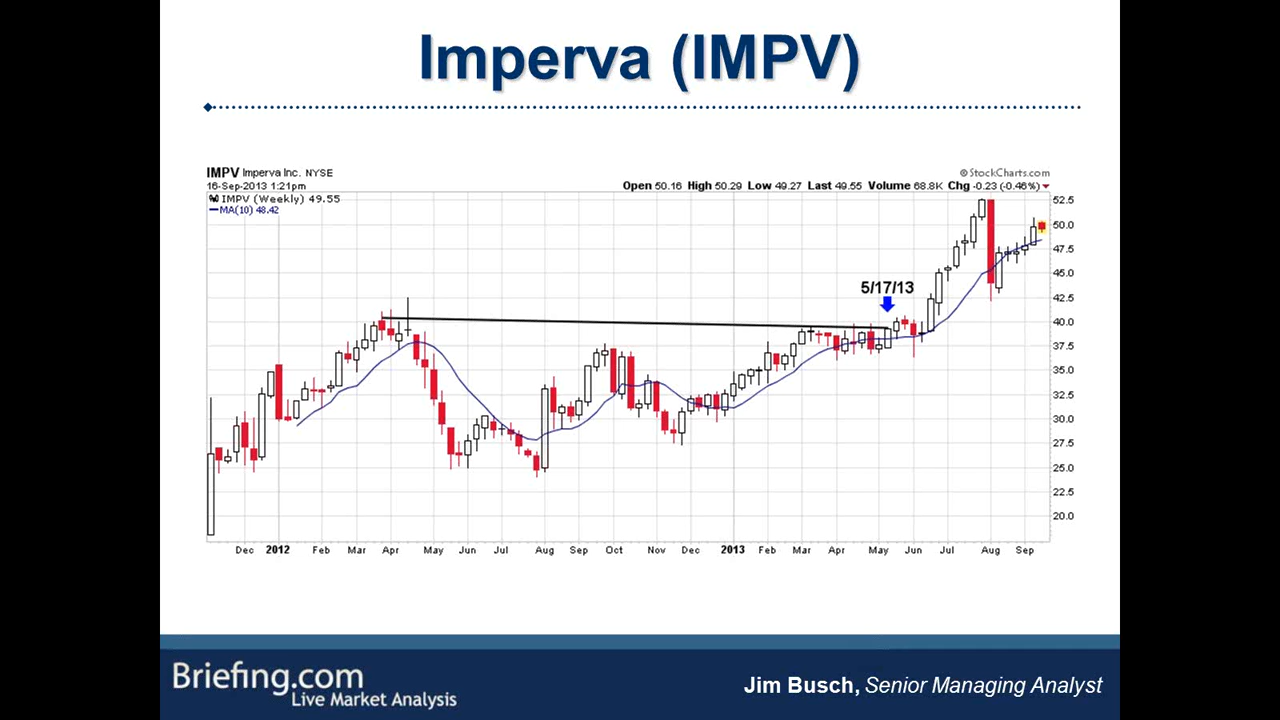 Imperva (IMPV)
IMPV Imperva Inc. NYSE
© StockCharts.com
16-Sep-2013 1:21pm
Open 50.16 High 50.29 Low 49.27 Last 49.55 Volume 68.8K Chg -0.23 (-0.46%)
IMPV (Weekly) 49.55
MA(10) 48.42
52.5
50.0
47.5
45.0
42.5
40.0
37.5
35.0
32.5
30.0
27.5
25.0
22.5
20.0
5/17/13
Dec 2012 Feb Mar Apr May Jun Jul Aug Sep Oct Nov Dec 2013 Feb Mar Apr May Jun Jul Aug Sep
Briefing.com
Live Market Analysis
Jim Busch, Senior Managing Analyst